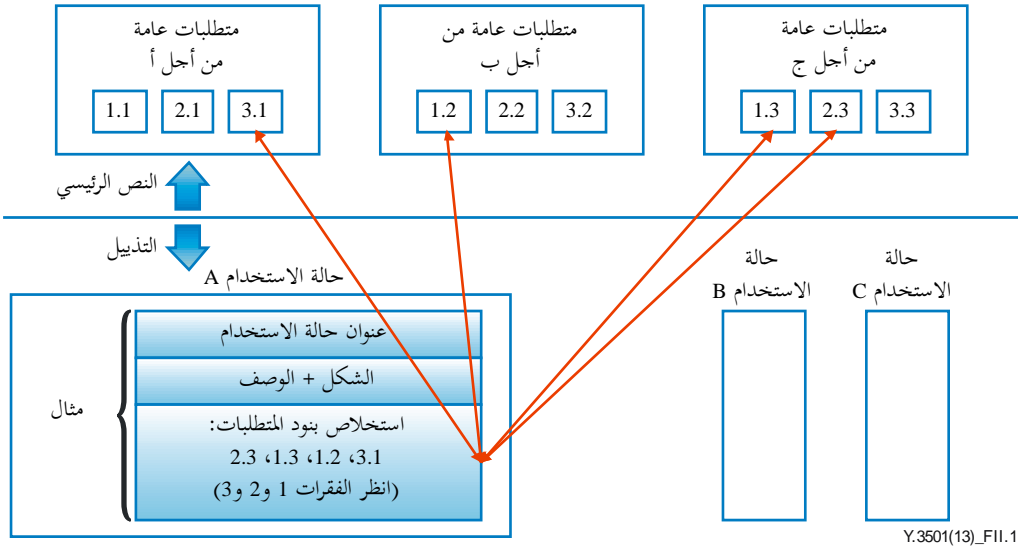 متطلبات عامة
من أجل أ
1.1
2.1
3.1
متطلبات عامة من
أجل ب
1.2
2.2
3.2
متطلبات عامة
من أجل ج
1.3
2.3
3.3
النص الرئيسي
التذييل
حالة الاستخدام A
عنوان حالة الاستخدام
الشكل + الوصف
استخلاص بنود المتطلبات:
3.1، 1.2، 1.3، 2.3
(انظر الفقرات 1 و2 و3)
مثال
حالة
الاستخدام B
حالة
الاستخدام C
Y.3501(13)_FII.1